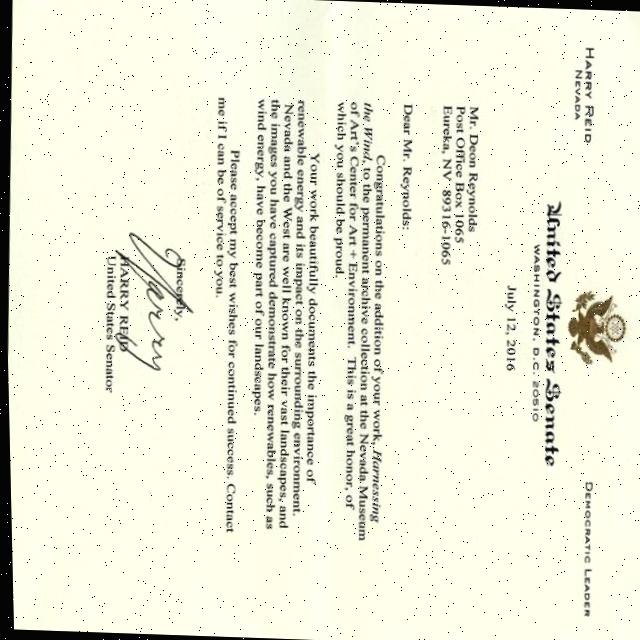 HARRY REID
NEVADA
DEMOCRATIC LEADER
United States Senate
WASHINGTON, D.C. 20510
July 12, 2016
Mr. Deon Reynolds
Post Office Box 1065
Eureka, NV 89316-1065
Dear Mr. Reynolds:
Congratulations on the addition of your work, Harnessing
the Wind, to the permanent archive collection at the Nevada Museum
of Art's Center for Art + Environment. This is a great honor, of
which you should be proud.
Your work beautifully documents the importance of
renewable energy and its impact on the surrounding environment.
Nevada and the West are well known for their vast landscapes, and
the images you have captured demonstrate how renewables, such as
wind energy, have become part of our landscapes.
Please accept my best wishes for continued success. Contact
me if I can be of service to you.
Sincerely,
Harry
HARRY REID
United States Senator